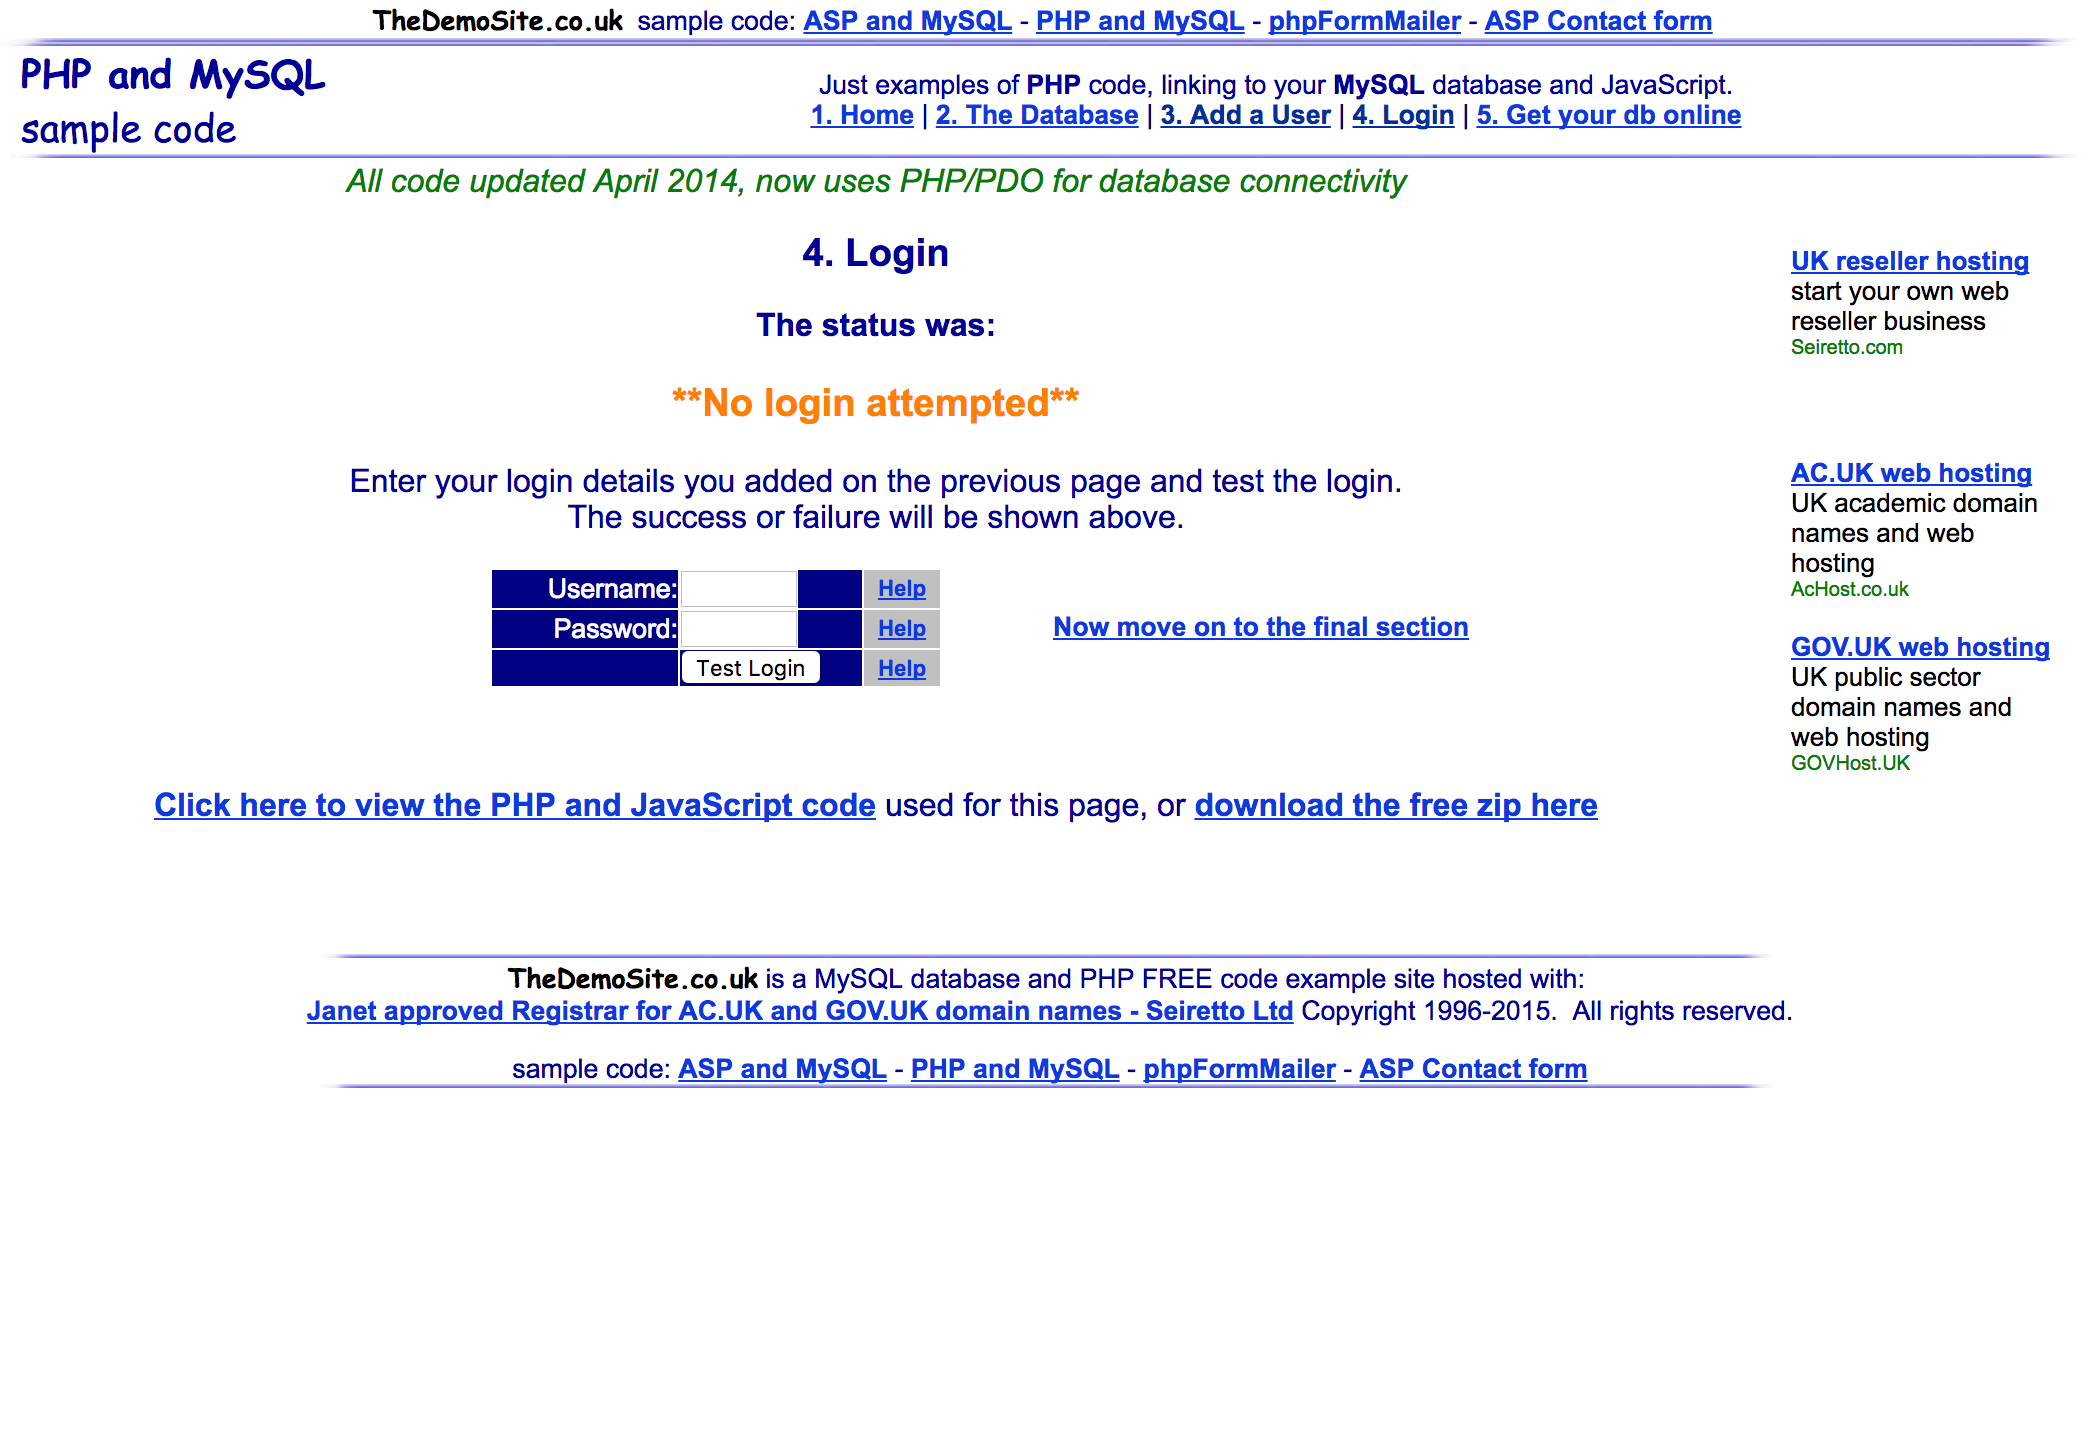 TheDemoSite.co.uk sample code: ASP and MySQL - PHP and MySQL - phpFormMailer - ASP Contact form
PHP and MySQL
sample code
Just examples of PHP code, linking to your MySQL database and JavaScript.
1. Home | 2. The Database | 3. Add a User | 4. Login | 5. Get your db online
All code updated April 2014, now uses PHP/PDO for database connectivity
4. Login
The status was:
**No login attempted**
Enter your login details you added on the previous page and test the login.
The success or failure will be shown above.
Username: Help
Password: Help
Test Login Help
Now move on to the final section
Click here to view the PHP and JavaScript code used for this page, or download the free zip here
UK reseller hosting
start your own web
reseller business
Seiretto.com
AC.UK web hosting
UK academic domain
names and web
hosting
AcHost.co.uk
GOV.UK web hosting
UK public sector
domain names and
web hosting
GOVHost.UK
TheDemoSite.co.uk is a MySQL database and PHP FREE code example site hosted with:
Janet approved Registrar for AC.UK and GOV.UK domain names - Seiretto Ltd Copyright 1996-2015. All rights reserved.
sample code: ASP and MySQL - PHP and MySQL - phpFormMailer - ASP Contact form